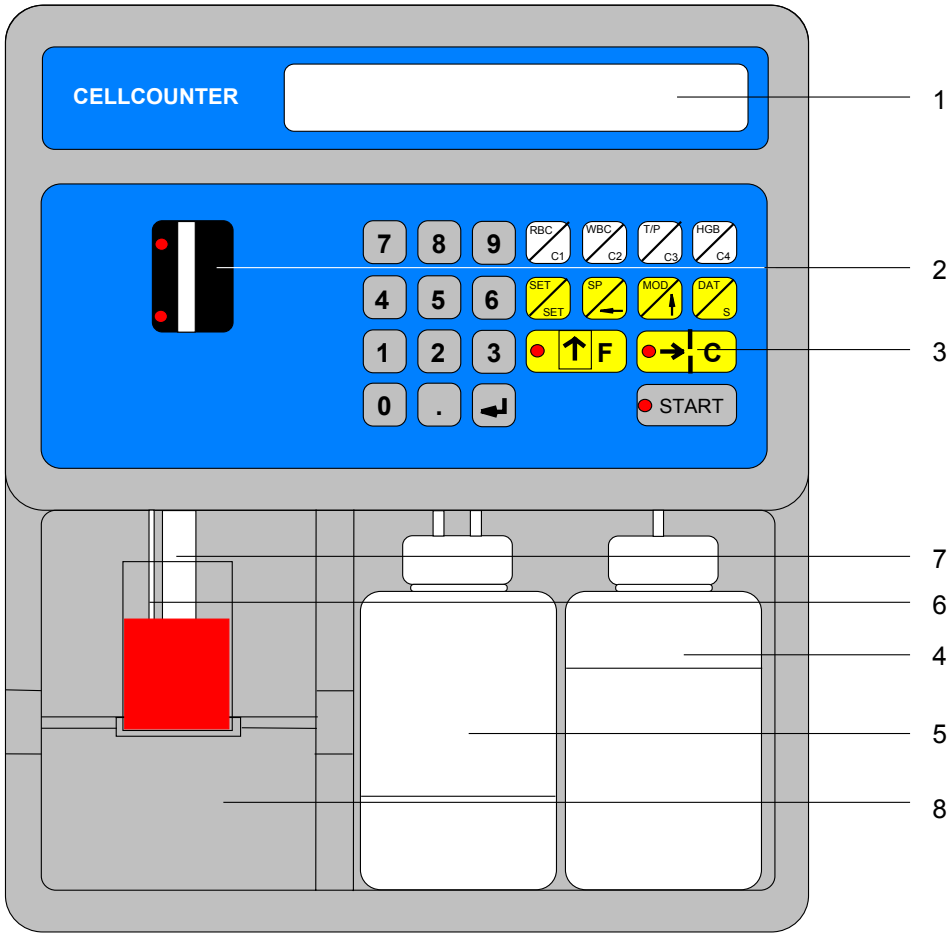 CELLCOUNTER
1
7 8 9 RBC C1 WBC C2 T/P C3 HGB C4
2
4 5 6 SET SET SP ← MOD ↑ DAT S
1 2 3 ↑ F → C
3
0 . ↵ START
7
6
4
5
8